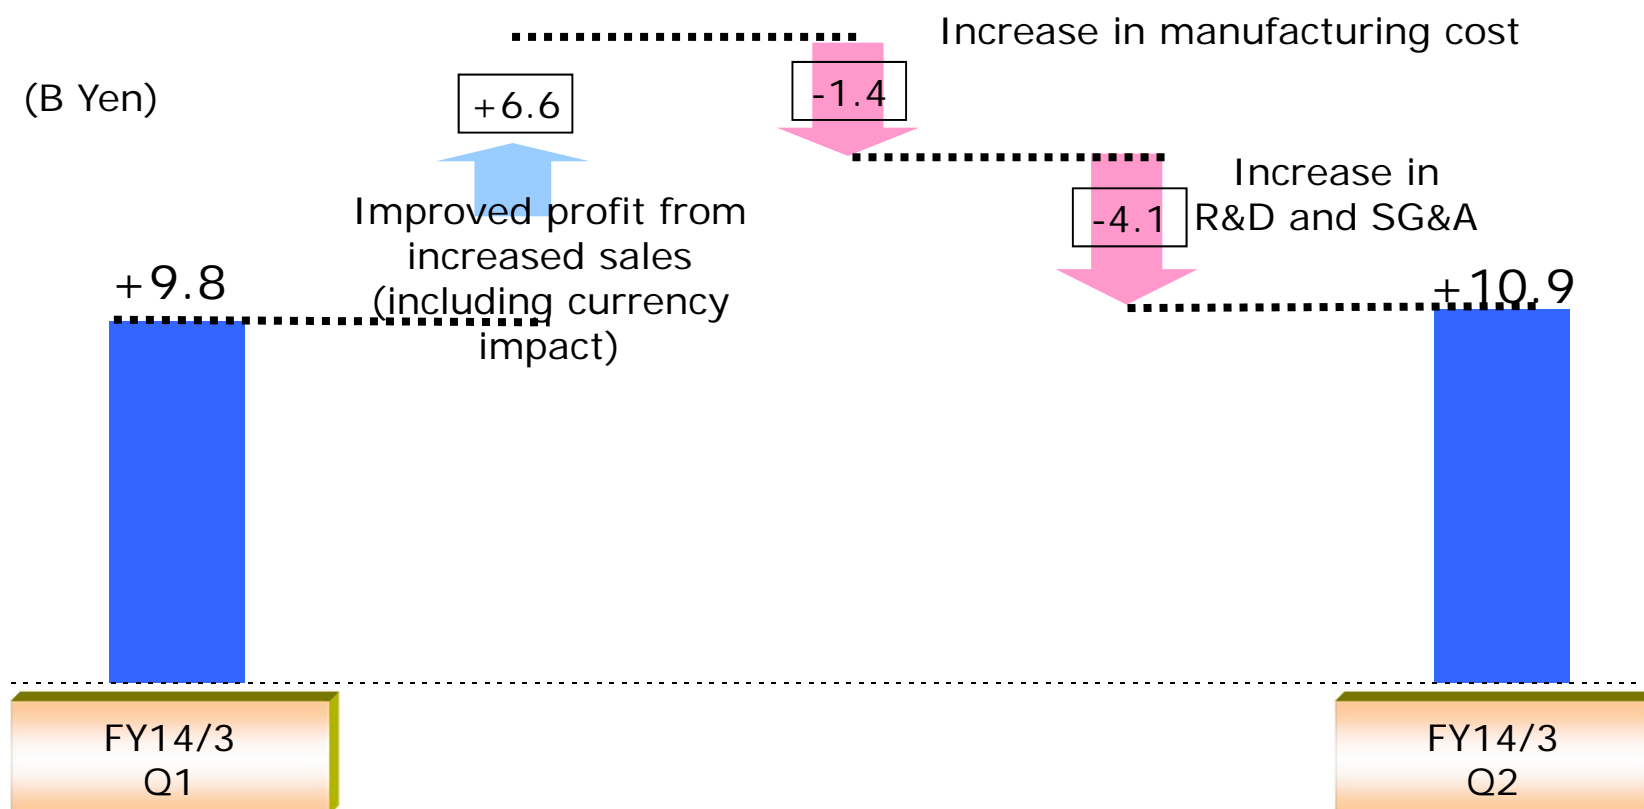 (B Yen)
+6.6
Improved profit from
increased sales
(including currency
impact)
Increase in manufacturing cost
-1.4
Increase in
R&D and SG&A
-4.1
+9.8
+10.9
FY14/3
Q1
FY14/3
Q2